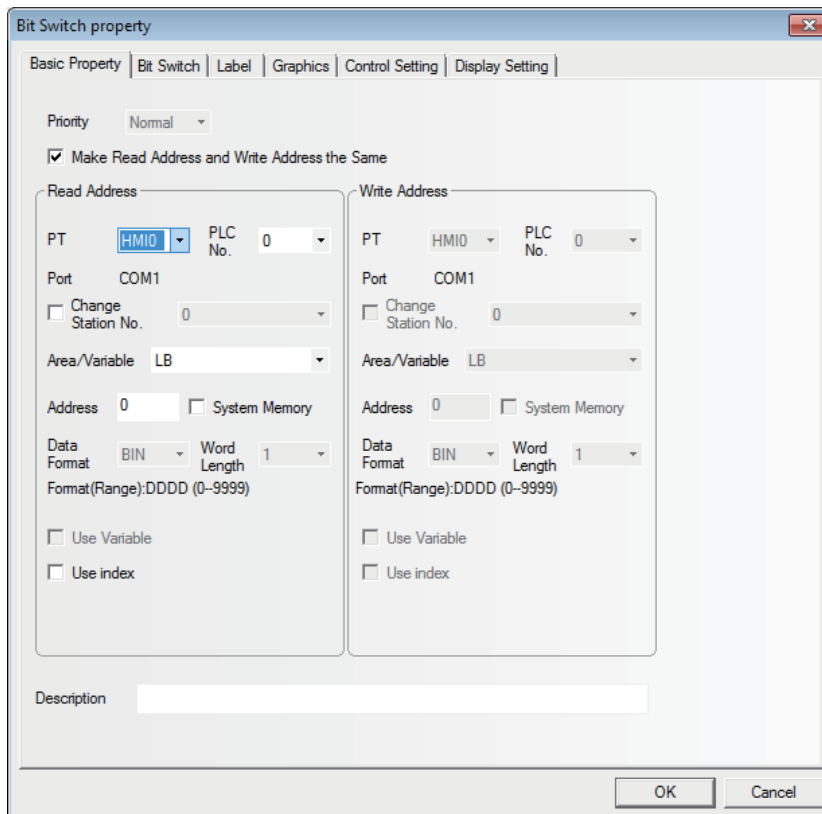 Bit Switch property
Basic Property Bit Switch Label Graphics Control Setting Display Setting
Priority Normal
Make Read Address and Write Address the Same
Read Address
PT HMI0 PLC No. 0
Port COM1
Change Station No. 0
Area/Variable LB
Address 0 System Memory
Data Format BIN Word Length 1
Format(Range):DDDD (0--9999)
Use Variable
Use index
Write Address
PT HMI0 PLC No. 0
Port COM1
Change Station No. 0
Area/Variable LB
Address 0 System Memory
Data Format BIN Word Length 1
Format(Range):DDDD (0--9999)
Use Variable
Use index
Description
OK Cancel